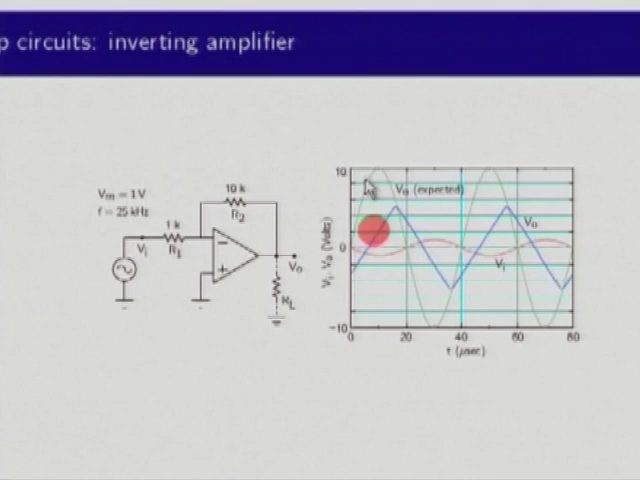 p circuits: inverting amplifier
Vm = 1 V
f = 25 kHz
1 k
R1
Vi
10 k
R2
Vo
RL
Vo (expected)
Vo
Vi
Vi, Vo (Volts)
10
0
−10
0 20 40 60 80
t (μsec)